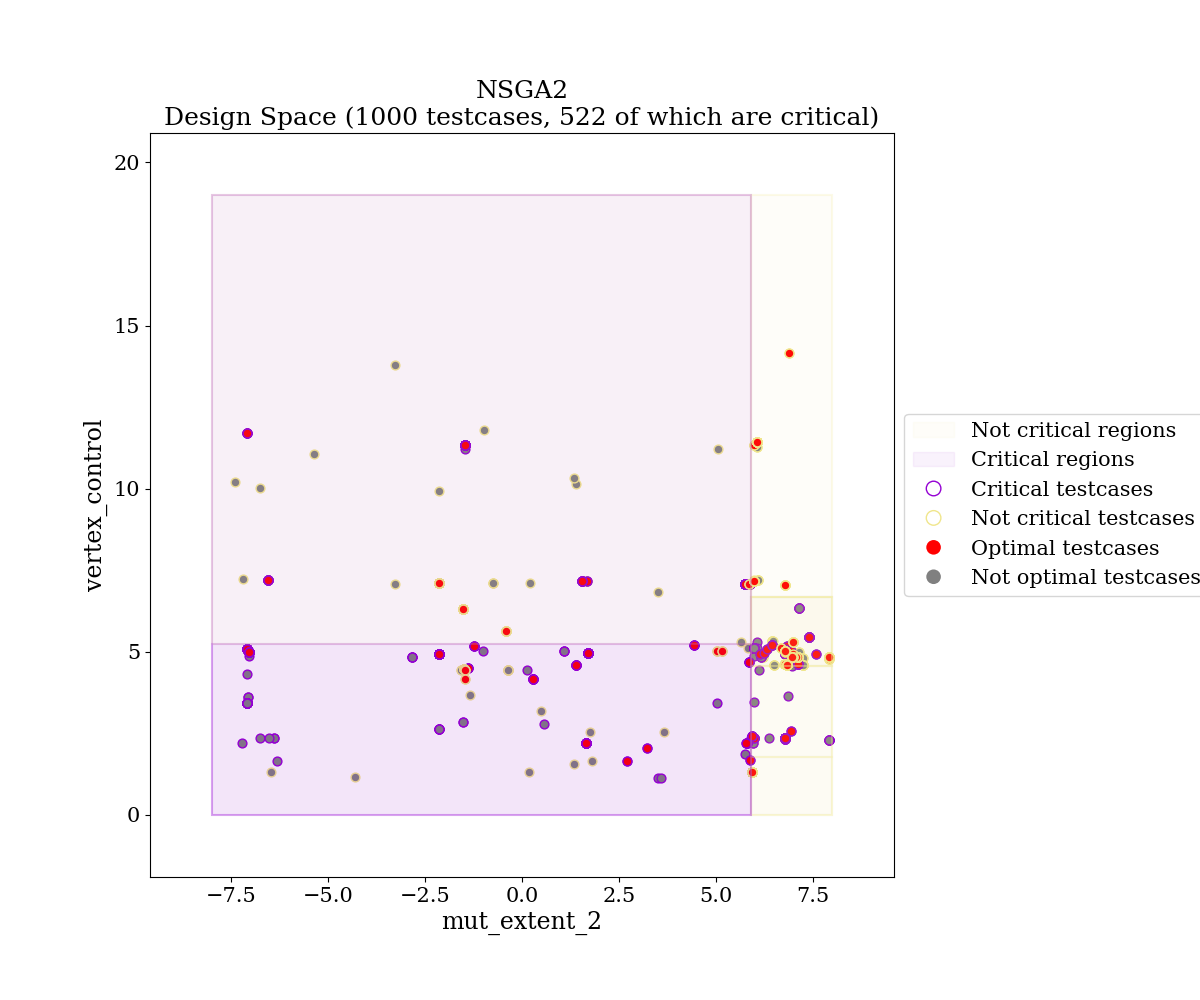 NSGA2
Design Space (1000 testcases, 522 of which are critical)
20
15
10
5
0
vertex_control
−7.5
−5.0
−2.5
0.0
2.5
5.0
7.5
mut_extent_2
Not critical regions
Critical regions
Critical testcases
Not critical testcases
Optimal testcases
Not optimal testcases